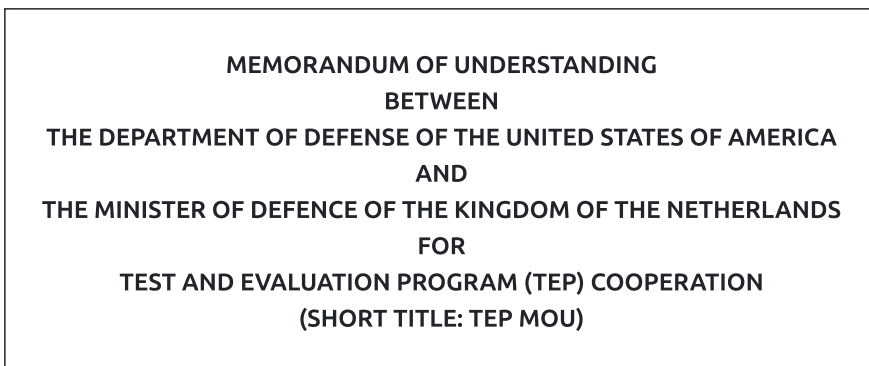 MEMORANDUM OF UNDERSTANDING
BETWEEN
THE DEPARTMENT OF DEFENSE OF THE UNITED STATES OF AMERICA
AND
THE MINISTER OF DEFENCE OF THE KINGDOM OF THE NETHERLANDS
FOR
TEST AND EVALUATION PROGRAM (TEP) COOPERATION
(SHORT TITLE: TEP MOU)